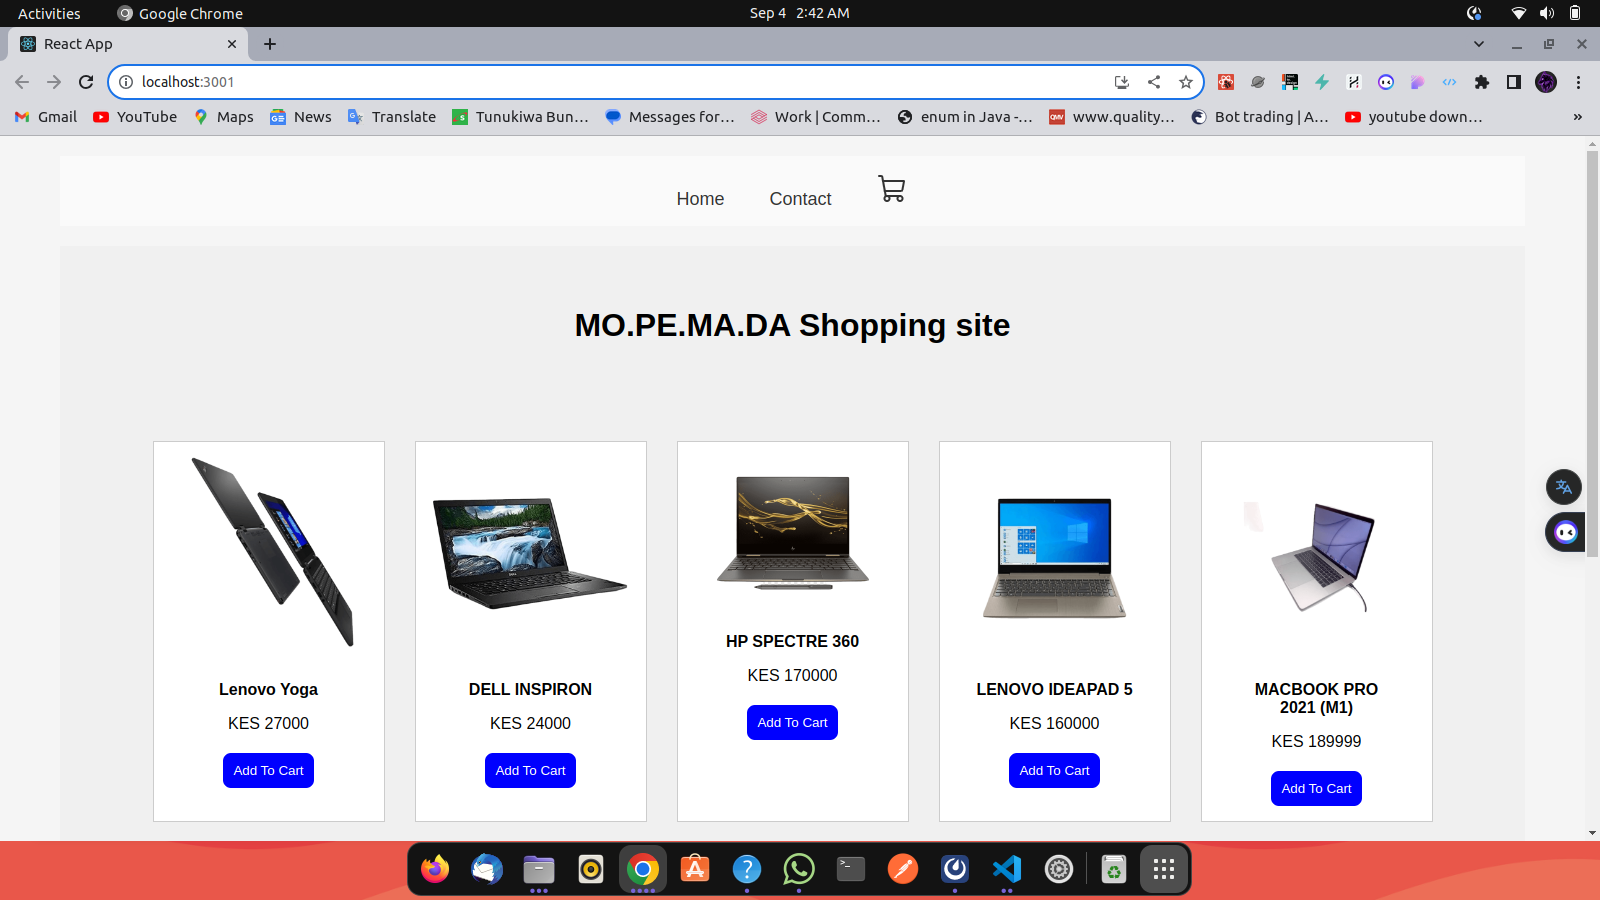 Activities Google Chrome Sep 4 2:42 AM
React App
localhost:3001
Gmail YouTube Maps News Translate Tunukiwa Bun... Messages for... Work | Comm... enum in Java -... www.quality... Bot trading | A... youtube down... »
Home Contact
MO.PE.MA.DA Shopping site
Lenovo Yoga
KES 27000
Add To Cart
DELL INSPIRON
KES 24000
Add To Cart
HP SPECTRE 360
KES 170000
Add To Cart
LENOVO IDEAPAD 5
KES 160000
Add To Cart
MACBOOK PRO
2021 (M1)
KES 189999
Add To Cart